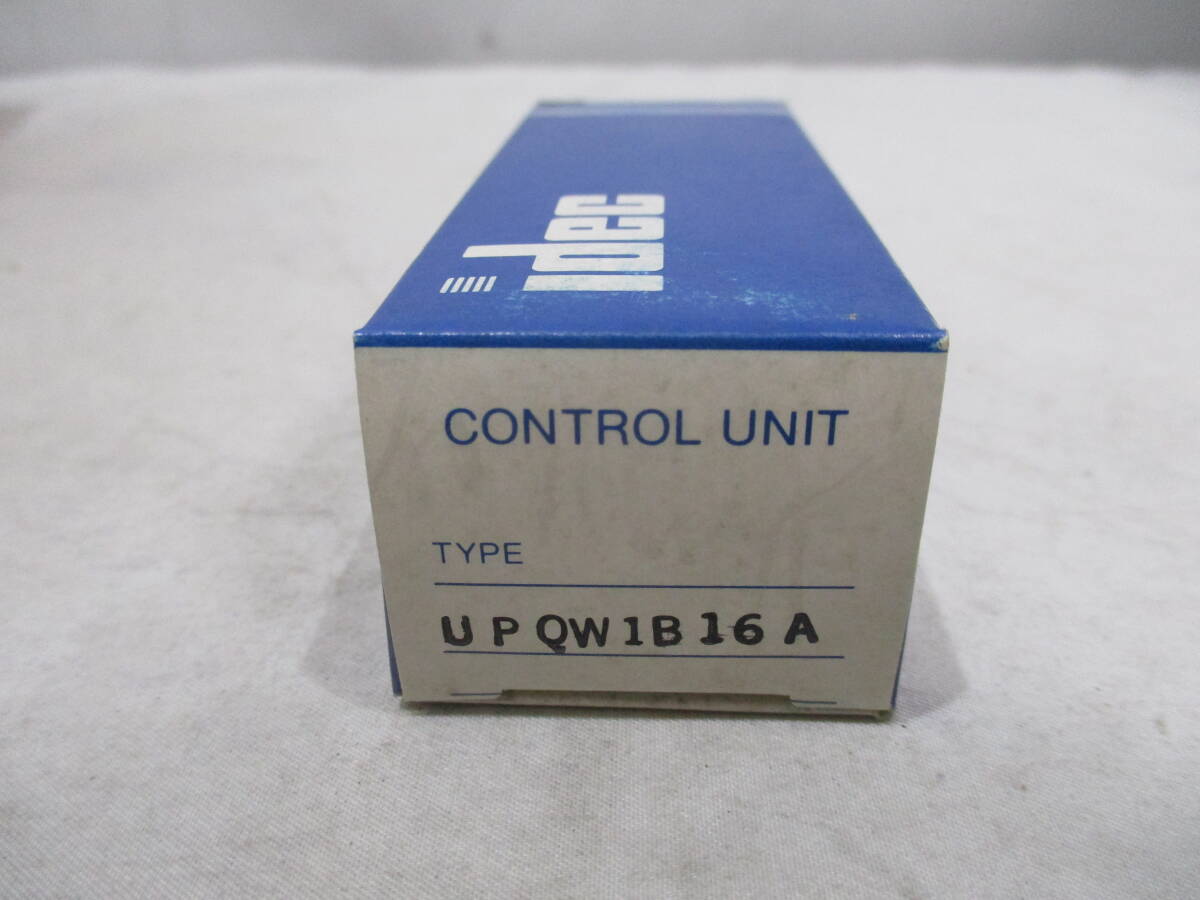 idec
CONTROL UNIT
TYPE
UPQW1B16A